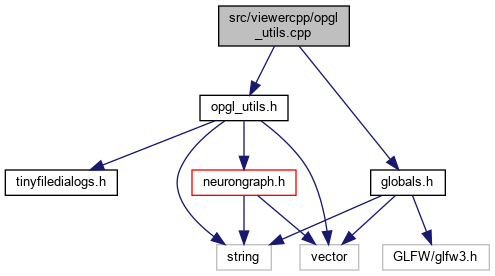 src/viewercpp/opgl
_utils.cpp
opgl_utils.h
tinyfiledialogs.h
neurongraph.h
globals.h
string
vector
GLFW/glfw3.h